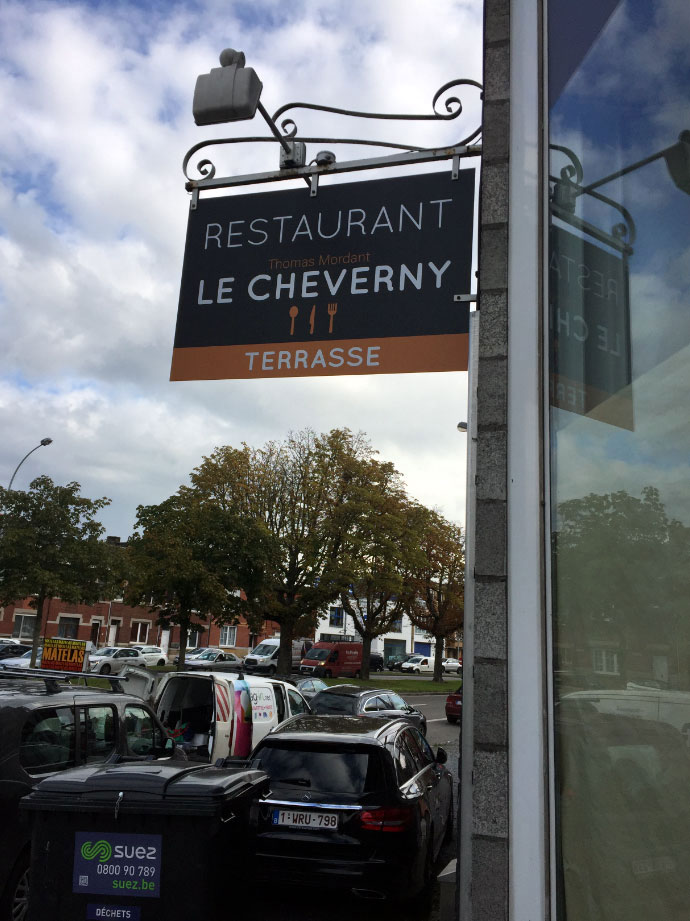 RESTAURANT
Thomas Mordant
LE CHEVERNY
TERRASSE
MATELAS
1-WRU-798
suez
0800 90 789
suez.be
DÉCHETS